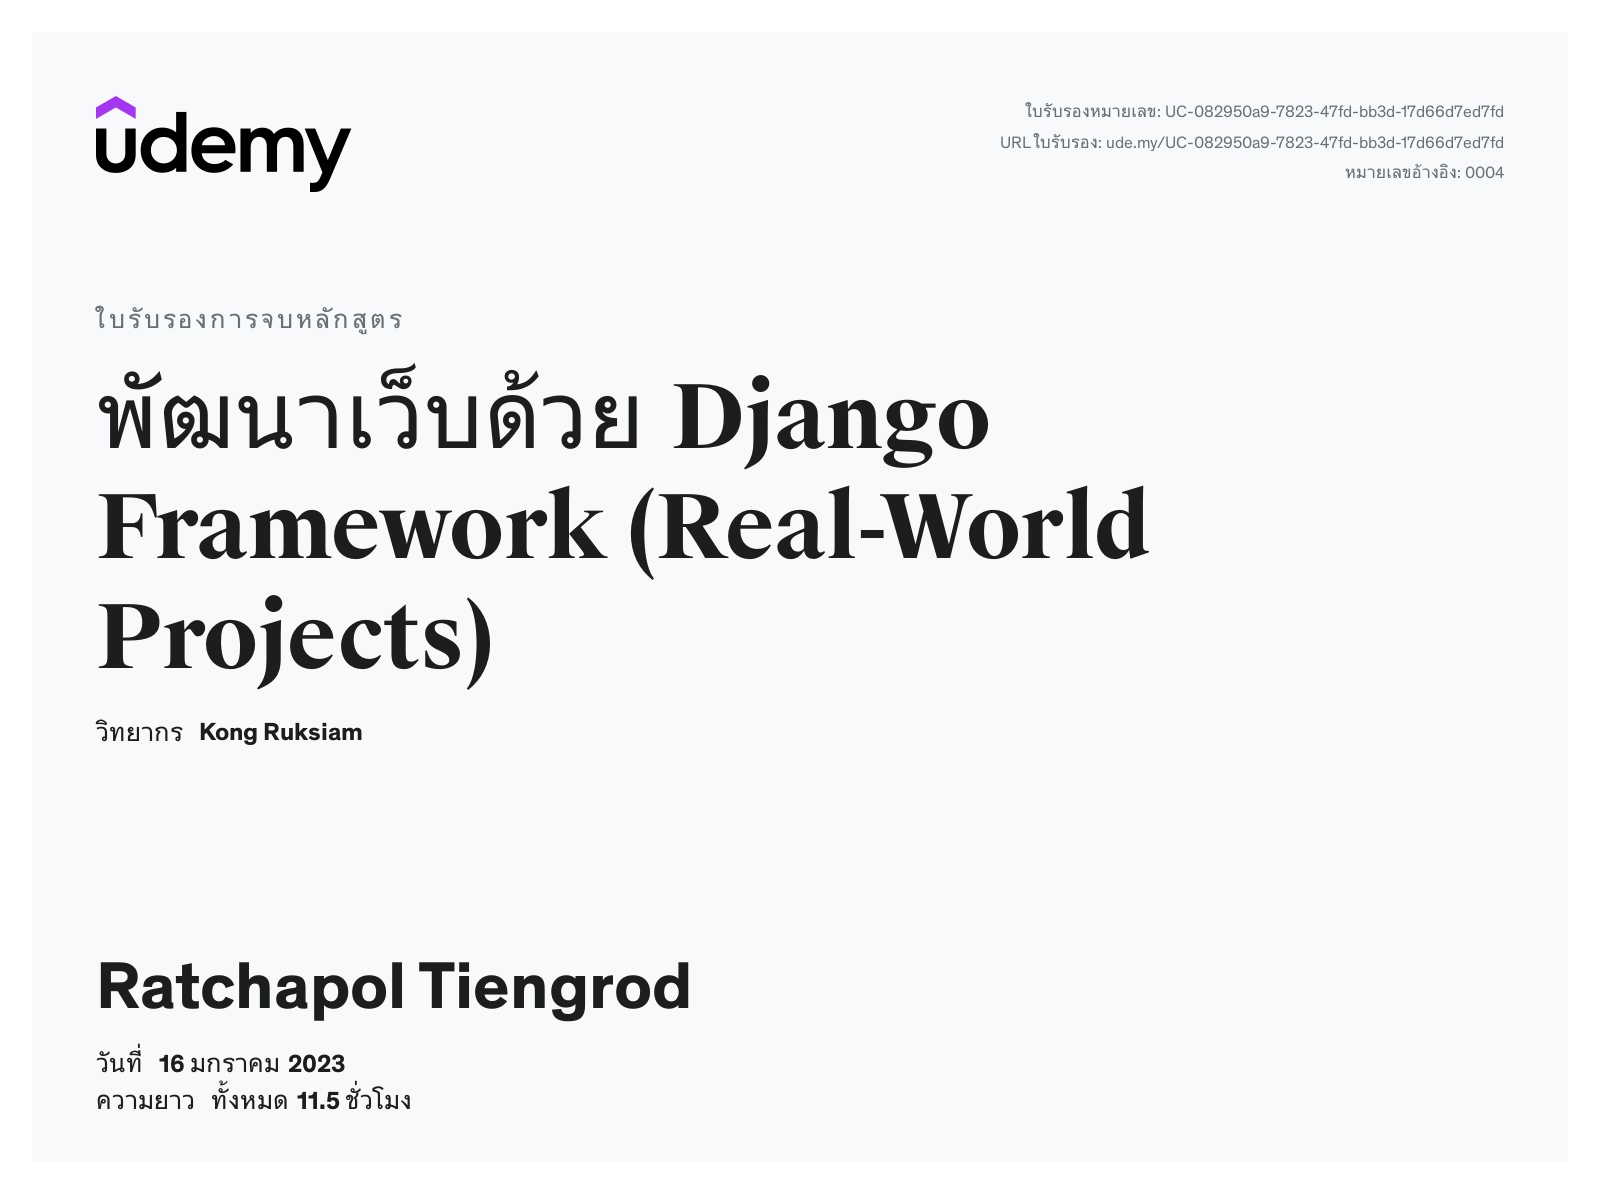 udemy
ใบรับรองหมายเลข: UC-082950a9-7823-47fd-bb3d-17d66d7ed7fd
URL ใบรับรอง: ude.my/UC-082950a9-7823-47fd-bb3d-17d66d7ed7fd
หมายเลขอ้างอิง: 0004
ใบรับรองการจบหลักสูตร
พัฒนาเว็บด้วย Django
Framework (Real-World
Projects)
วิทยากร Kong Ruksiam
Ratchapol Tiengrod
วันที่ 16 มกราคม 2023
ความยาว ทั้งหมด 11.5 ชั่วโมง